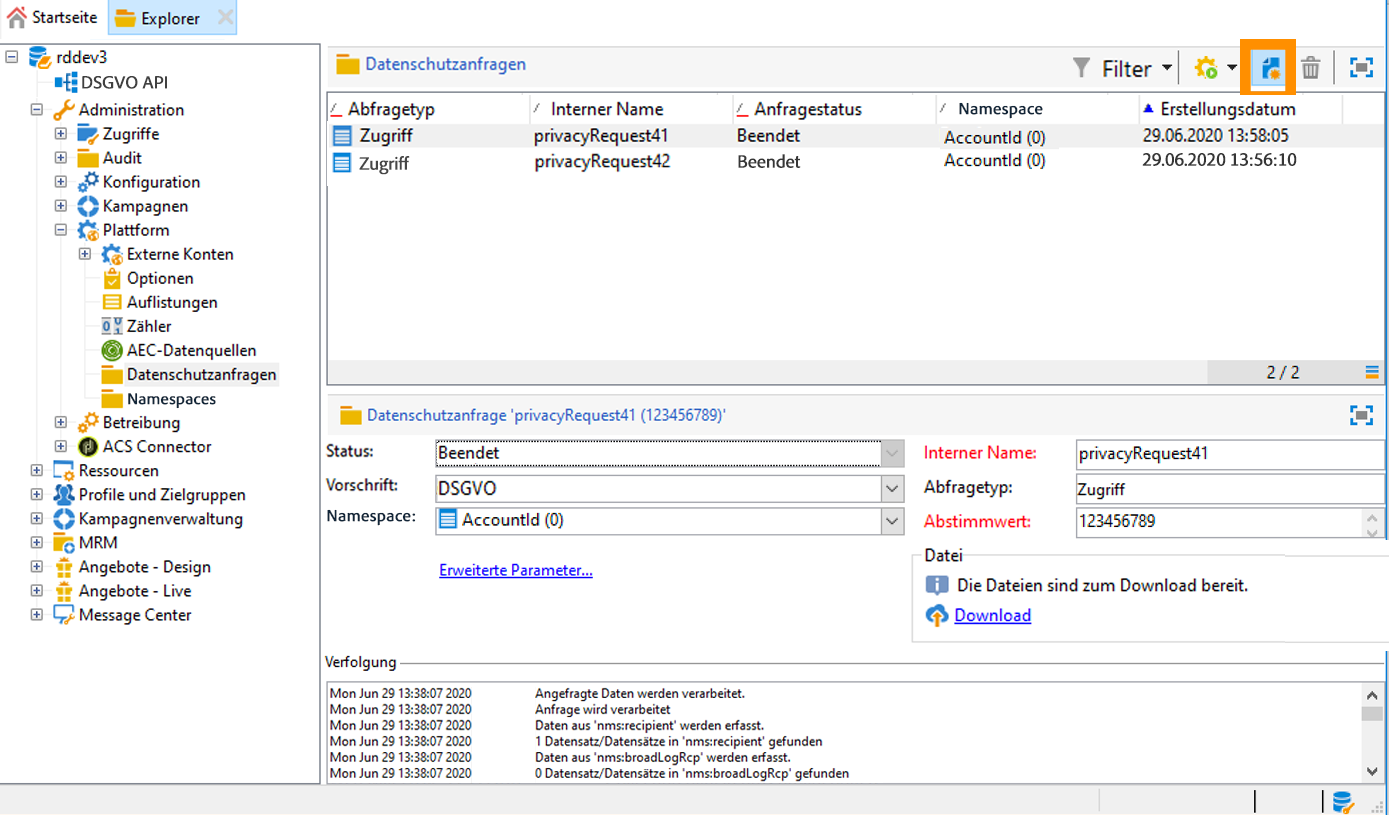 Startseite
Explorer
rddev3
DSGVO API
Administration
Zugriffe
Audit
Konfiguration
Kampagnen
Plattform
Externe Konten
Optionen
Auflistungen
Zähler
AEC-Datenquellen
Datenschutzanfragen
Namespaces
Betreibung
ACS Connector
Ressourcen
Profile und Zielgruppen
Kampagnenverwaltung
MRM
Angebote - Design
Angebote - Live
Message Center
Datenschutzanfragen
Filter
Abfragetyp Interner Name Anfragestatus Namespace Erstellungsdatum
Zugriff privacyRequest41 Beendet AccountId (0) 29.06.2020 13:58:05
Zugriff privacyRequest42 Beendet AccountId (0) 29.06.2020 13:56:10
2 / 2
Datenschutzanfrage 'privacyRequest41 (123456789)'
Status: Beendet Interner Name: privacyRequest41
Vorschrift: DSGVO Abfragetyp: Zugriff
Namespace: AccountId (0) Abstimmwert: 123456789
Erweiterte Parameter...
Datei
Die Dateien sind zum Download bereit.
Download
Verfolgung
Mon Jun 29 13:38:07 2020 Angefragte Daten werden verarbeitet.
Mon Jun 29 13:38:07 2020 Anfrage wird verarbeitet
Mon Jun 29 13:38:07 2020 Daten aus 'nms:recipient' werden erfasst.
Mon Jun 29 13:38:07 2020 1 Datensatz/Datensätze in 'nms:recipient' gefunden
Mon Jun 29 13:38:07 2020 Daten aus 'nms:broadLogRcp' werden erfasst.
Mon Jun 29 13:38:07 2020 0 Datensatz/Datensätze in 'nms:broadLogRcp' gefunden